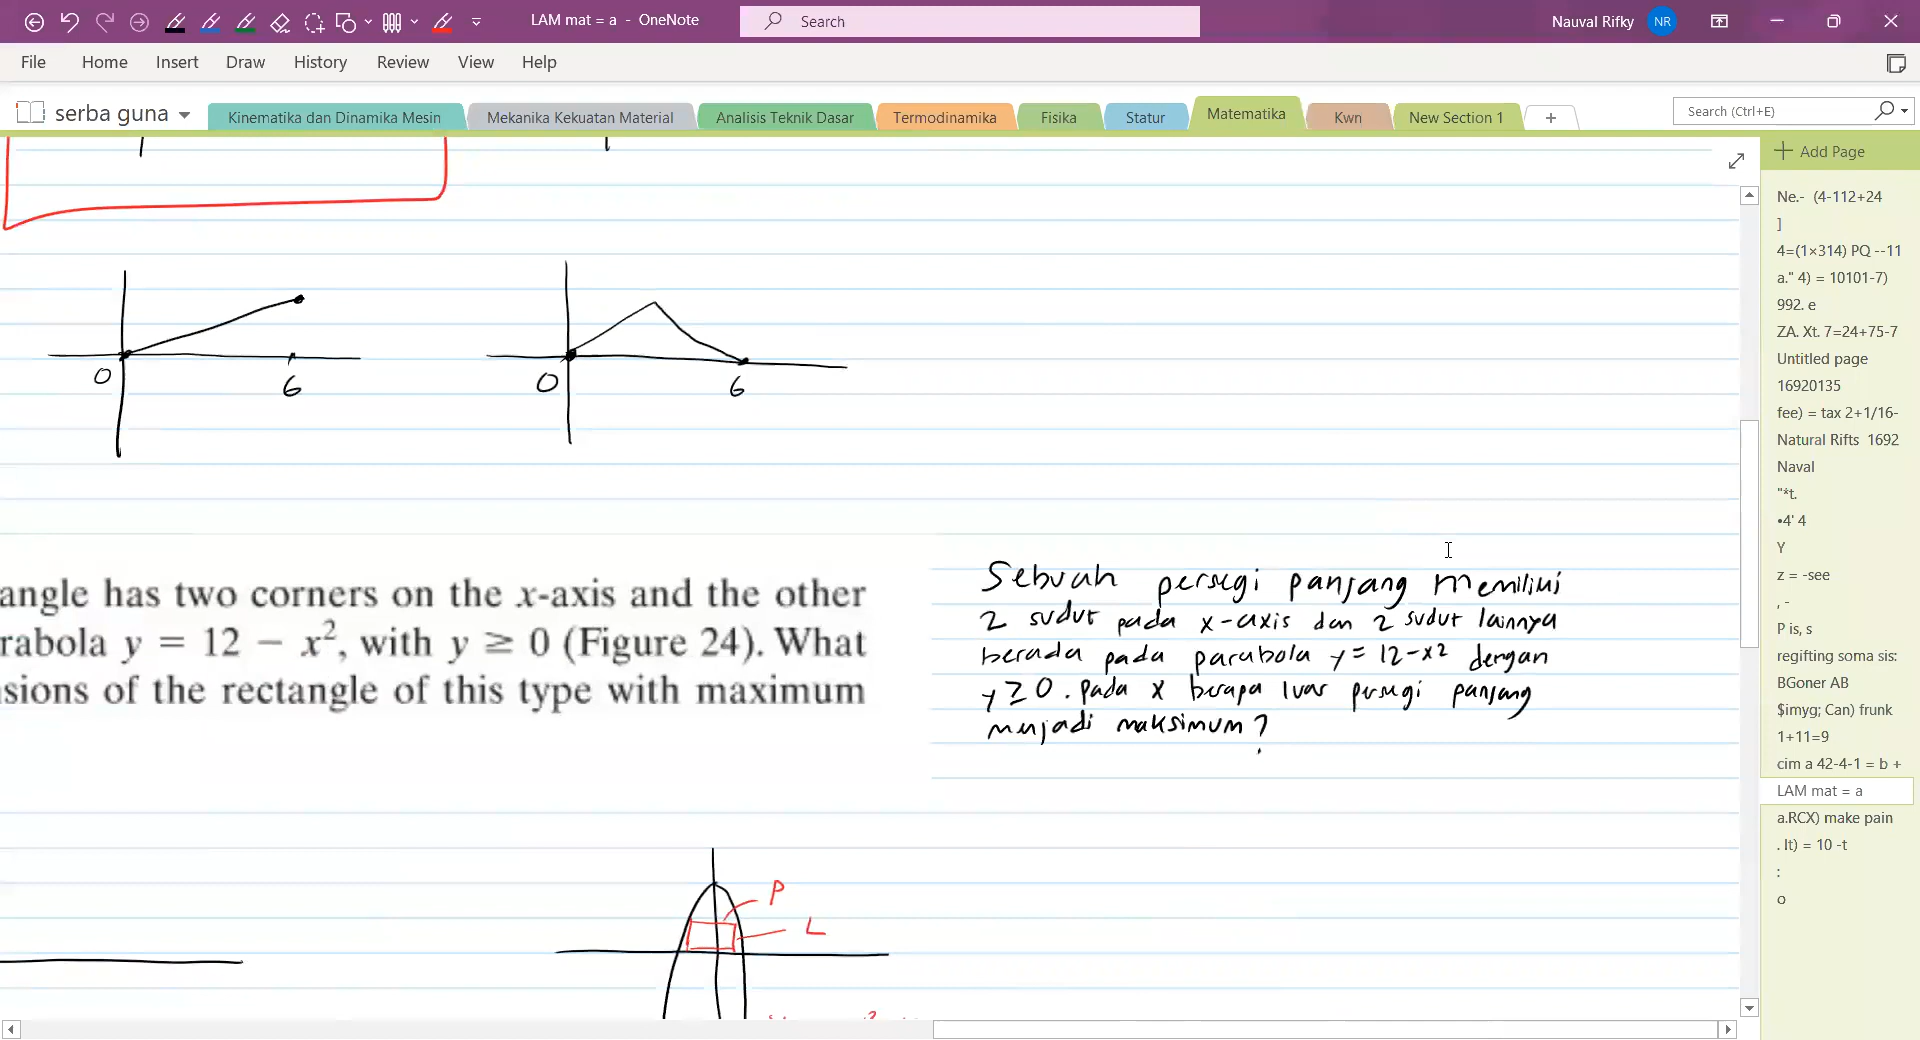 LAM mat = a - OneNote
Search
Nauval Rifky
NR
File Home Insert Draw History Review View Help
serba guna
Kinematika dan Dinamika Mesin
Mekanika Kekuatan Material
Analisis Teknik Dasar
Termodinamika
Fisika
Statur
Matematika
Kwn
New Section 1
+
Search (Ctrl+E)
Add Page
Ne.- (4-112+24
]
4=(1×314) PQ --11
a." 4) = 10101-7)
992. e
ZA. Xt. 7=24+75-7
Untitled page
16920135
fee) = tax 2+1/16-
Natural Rifts 1692
Naval
"*t.
•4' 4
Y
z = -see
, -
P is, s
regifting soma sis:
BGoner AB
$imyg; Can) frunk
1+11=9
cim a 42-4-1 = b +
LAM mat = a
a.RCX) make pain
. It) = 10 -t
:
o
0 6
0 6
angle has two corners on the x-axis and the other
rabola y = 12 − x², with y ≥ 0 (Figure 24). What
sions of the rectangle of this type with maximum
Sebuah persegi panjang memiliki
2 sudut pada x-axis dan 2 sudut lainnya
berada pada parabola y = 12-x² dengan
y ≥ 0. pada x berapa luar persegi panjang
menjadi maksimum?
P
L